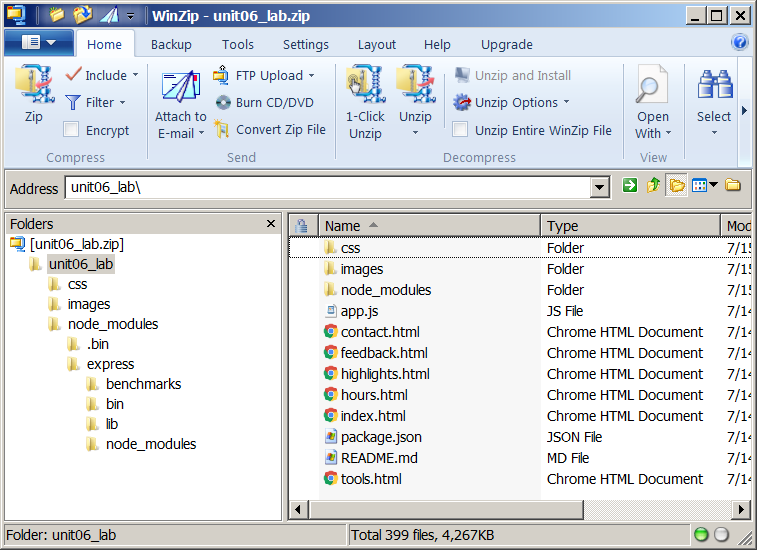 WinZip - unit06_lab.zip
Home Backup Tools Settings Layout Help Upgrade
Zip
Include
Filter
Encrypt
Compress
Attach to
E-mail
FTP Upload
Burn CD/DVD
Convert Zip File
Send
1-Click
Unzip
Unzip
Unzip and Install
Unzip Options
Unzip Entire WinZip File
Decompress
Open
With
View
Select
Address unit06_lab\
Folders
[unit06_lab.zip]
unit06_lab
css
images
node_modules
.bin
express
benchmarks
bin
lib
node_modules
Name Type Mod
css Folder 7/15
images Folder 7/15
node_modules Folder 7/15
app.js JS File 7/14
contact.html Chrome HTML Document 7/14
feedback.html Chrome HTML Document 7/14
highlights.html Chrome HTML Document 7/14
hours.html Chrome HTML Document 7/14
index.html Chrome HTML Document 7/14
package.json JSON File 7/14
README.md MD File 7/14
tools.html Chrome HTML Document 7/14
Folder: unit06_lab Total 399 files, 4,267KB